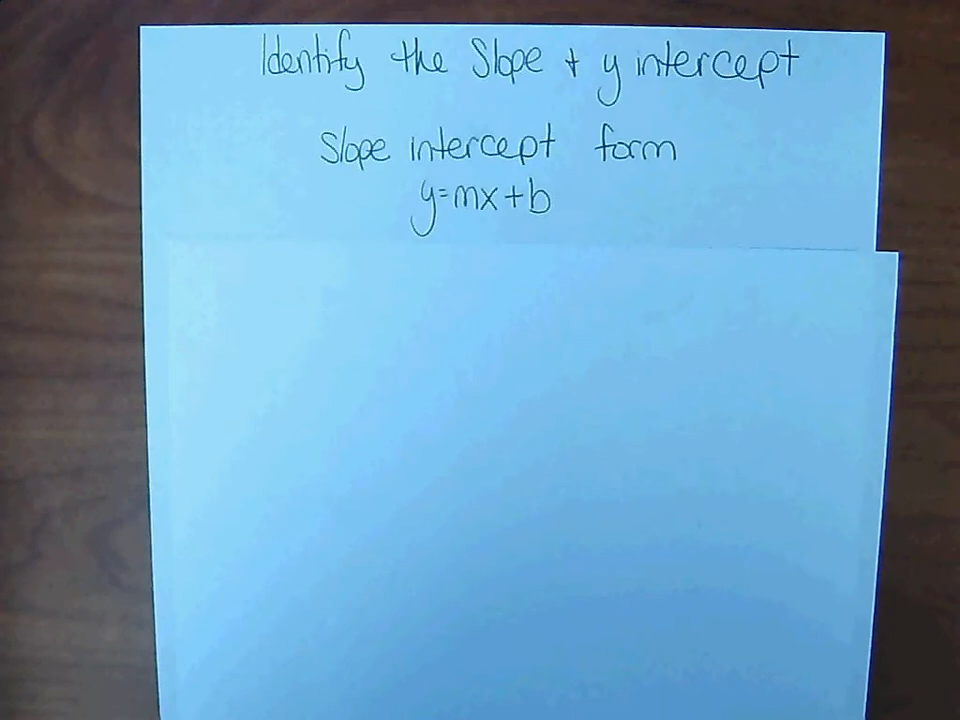 Identify the Slope + y intercept
Slope intercept form
y=mx+b